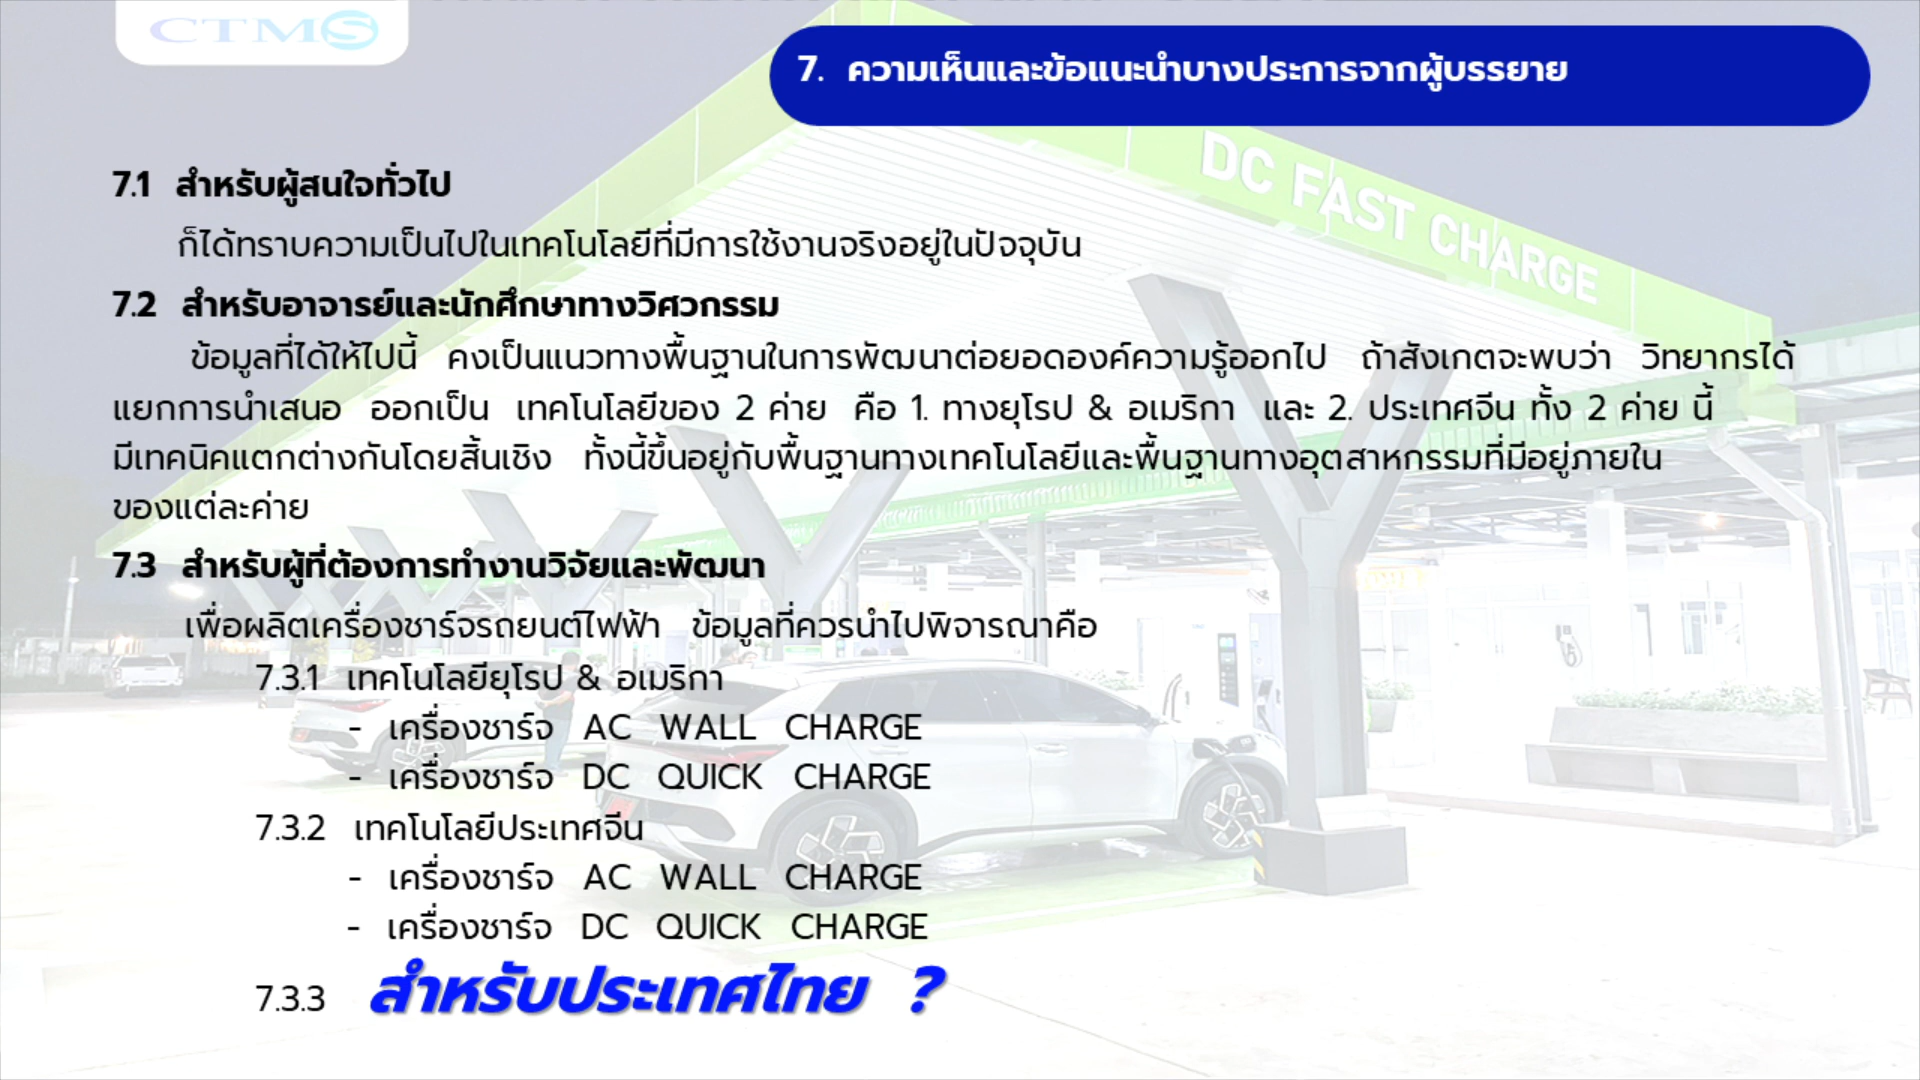 CTMS
7. ความเห็นและข้อแนะนำบางประการจากผู้บรรยาย
DC FAST CHARGE
7.1 สำหรับผู้สนใจทั่วไป
ก็ได้ทราบความเป็นไปในเทคโนโลยีที่มีการใช้งานจริงอยู่ในปัจจุบัน
7.2 สำหรับอาจารย์และนักศึกษาทางวิศวกรรม
ข้อมูลที่ได้ให้ไปนี้ คงเป็นแนวทางพื้นฐานในการพัฒนาต่อยอดองค์ความรู้ออกไป ถ้าสังเกตจะพบว่า วิทยากรได้
แยกการนำเสนอ ออกเป็น เทคโนโลยีของ 2 ค่าย คือ 1. ทางยุโรป & อเมริกา และ 2. ประเทศจีน ทั้ง 2 ค่าย นี้
มีเทคนิคแตกต่างกันโดยสิ้นเชิง ทั้งนี้ขึ้นอยู่กับพื้นฐานทางเทคโนโลยีและพื้นฐานทางอุตสาหกรรมที่มีอยู่ภายใน
ของแต่ละค่าย
7.3 สำหรับผู้ที่ต้องการทำงานวิจัยและพัฒนา
เพื่อผลิตเครื่องชาร์จรถยนต์ไฟฟ้า ข้อมูลที่ควรนำไปพิจารณาคือ
7.3.1 เทคโนโลยียุโรป & อเมริกา
- เครื่องชาร์จ AC WALL CHARGE
- เครื่องชาร์จ DC QUICK CHARGE
7.3.2 เทคโนโลยีประเทศจีน
- เครื่องชาร์จ AC WALL CHARGE
- เครื่องชาร์จ DC QUICK CHARGE
7.3.3 สำหรับประเทศไทย ?